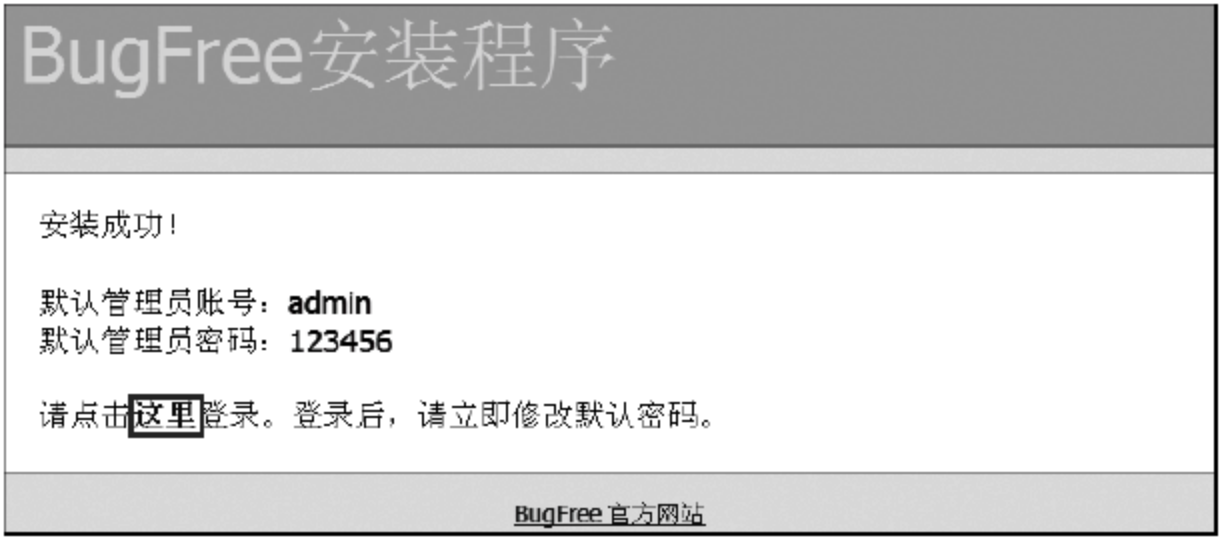 BugFree安装程序
安装成功!
默认管理员账号：admin
默认管理员密码：123456
请点击这里登录。登录后，请立即修改默认密码。
BugFree 官方网站